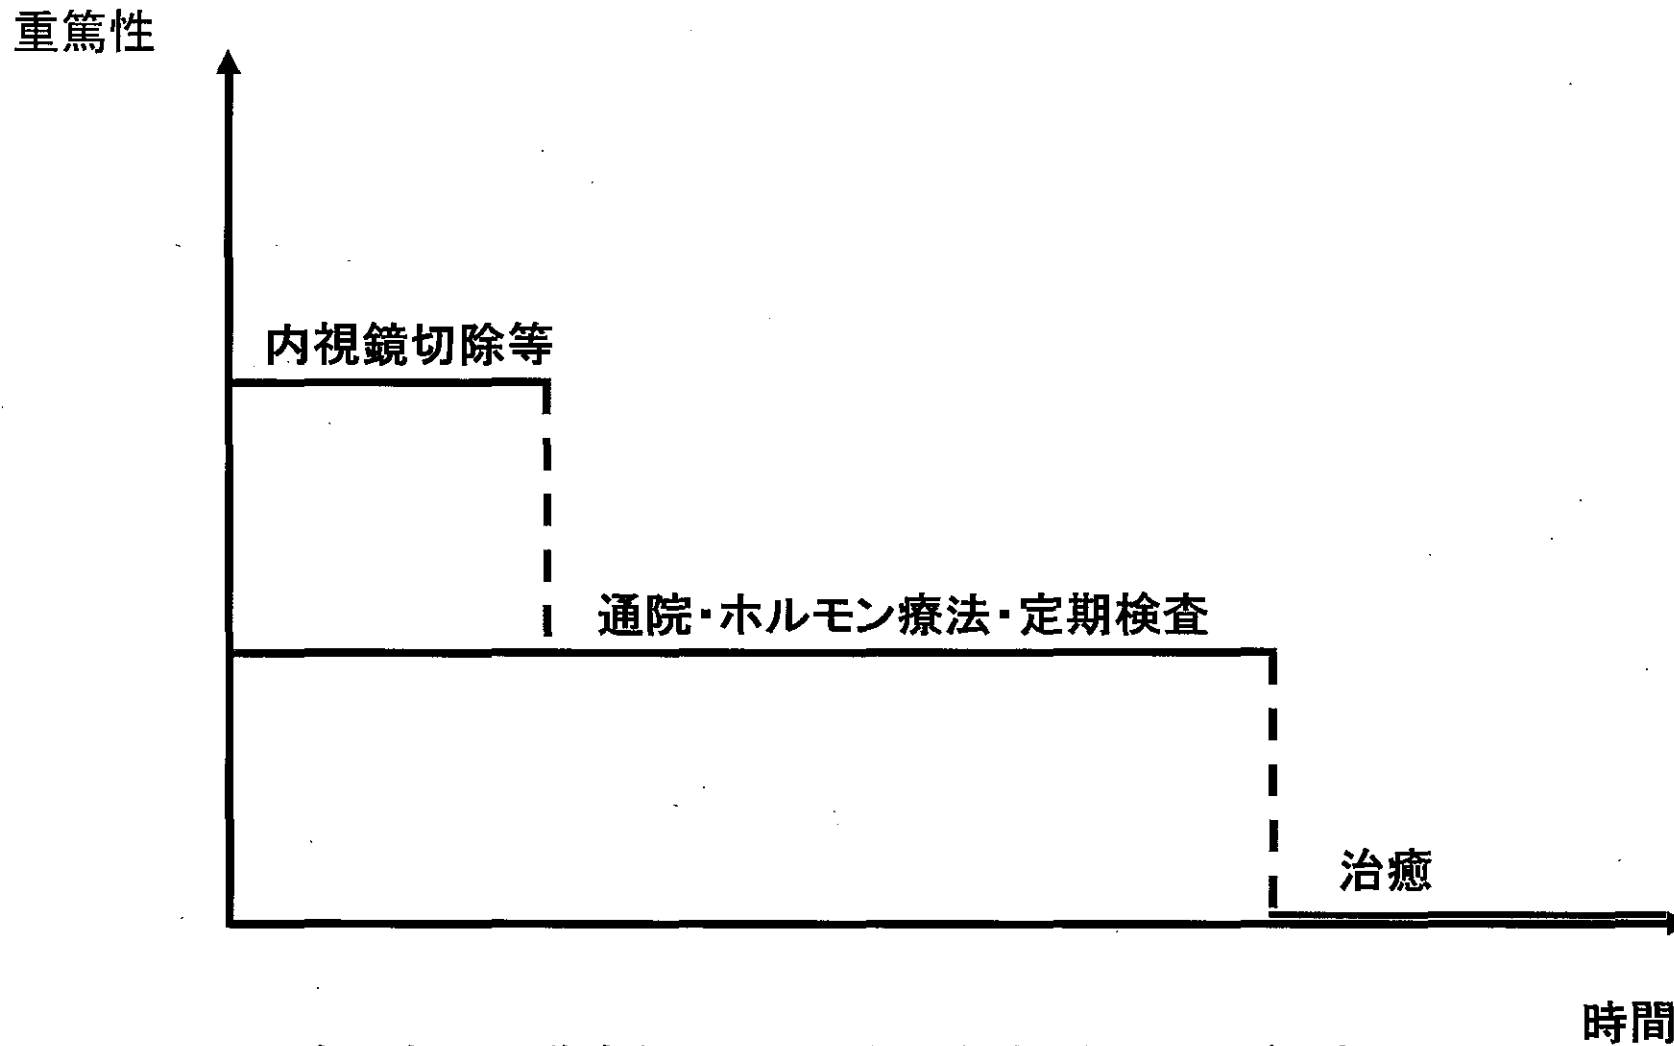 重篤性
内視鏡切除等
通院・ホルモン療法・定期検査
治癒
時間